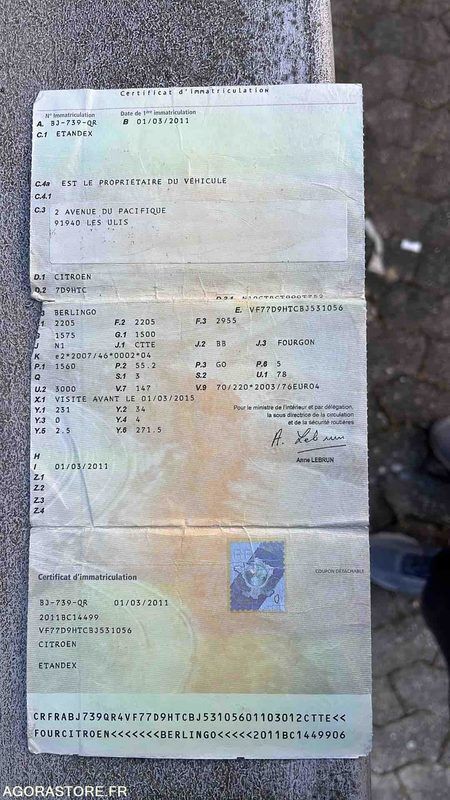 Certificat d'immatriculation
N° Immatriculation Date de 1ère immatriculation
A. BJ-739-QR B 01/03/2011
C.1 ETANDEX
C.4a EST LE PROPRIÉTAIRE DU VÉHICULE
C.4.1
C.3 2 AVENUE DU PACIFIQUE
91940 LES ULIS
D.1 CITROEN
D.2 7D9HTC
D.2.1
3 BERLINGO E. VF77D9HTCBJ531056
1 2205 F.2 2205 F.3 2955
1575 G.1 1500
J N1 J.1 CTTE J.2 BB J.3 FOURGON
K e2*2007/46*0002*04
P.1 1560 P.2 55.2 P.3 GO P.6 5
Q S.1 3 S.2 U.1 78
U.2 3000 V.7 147 V.9 70/220*2003/76EURO4
X.1 VISITE AVANT LE 01/03/2015
Y.1 231 Y.2 34
Y.3 0 Y.4 4
Y.5 2.5 Y.6 271.5
Pour le ministre de l'intérieur et par délégation,
la sous directrice de la circulation
et de la sécurité routières
A. Lebrun
Anne LEBRUN
H
I 01/03/2011
Z.1
Z.2
Z.3
Z.4
COUPON DÉTACHABLE
Certificat d'immatriculation
BJ-739-QR 01/03/2011
2011BC14499
VF77D9HTCBJ531056
CITROEN
ETANDEX
CRFRABJ739QR4VF77D9HTCBJ53105601103012CTTE<<
FOURCITROEN<<<<<<<BERLINGO<<<<<2011BC1449906
AGORASTORE.FR